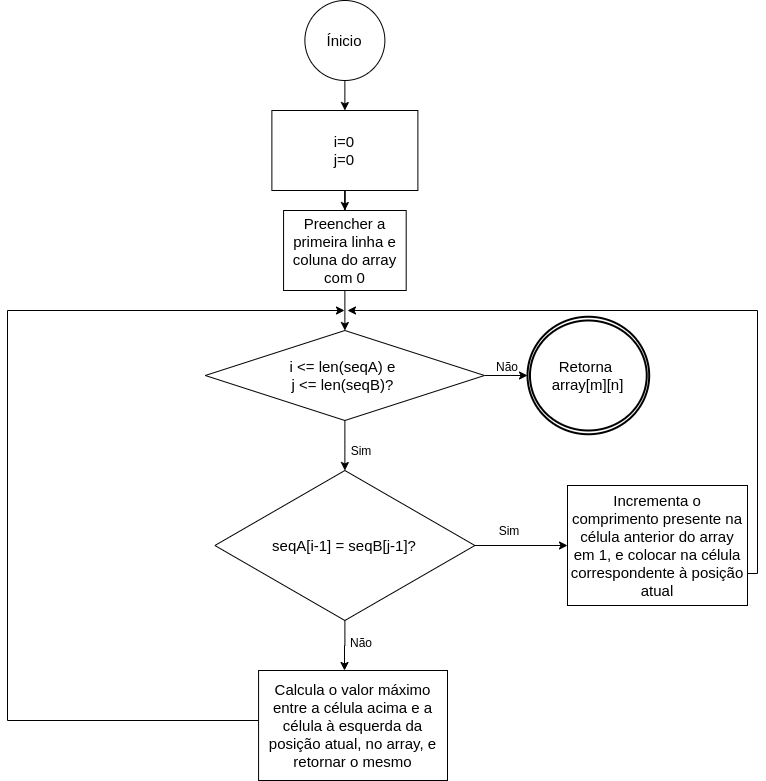 Ínicio
i=0
j=0
Preencher a
primeira linha e
coluna do array
com 0
i <= len(seqA) e
j <= len(seqB)?
Não
Retorna
array[m][n]
Sim
seqA[i-1] = seqB[j-1]?
Sim
Incrementa o
comprimento presente na
célula anterior do array
em 1, e colocar na célula
correspondente à posição
atual
Não
Calcula o valor máximo
entre a célula acima e a
célula à esquerda da
posição atual, no array, e
retornar o mesmo